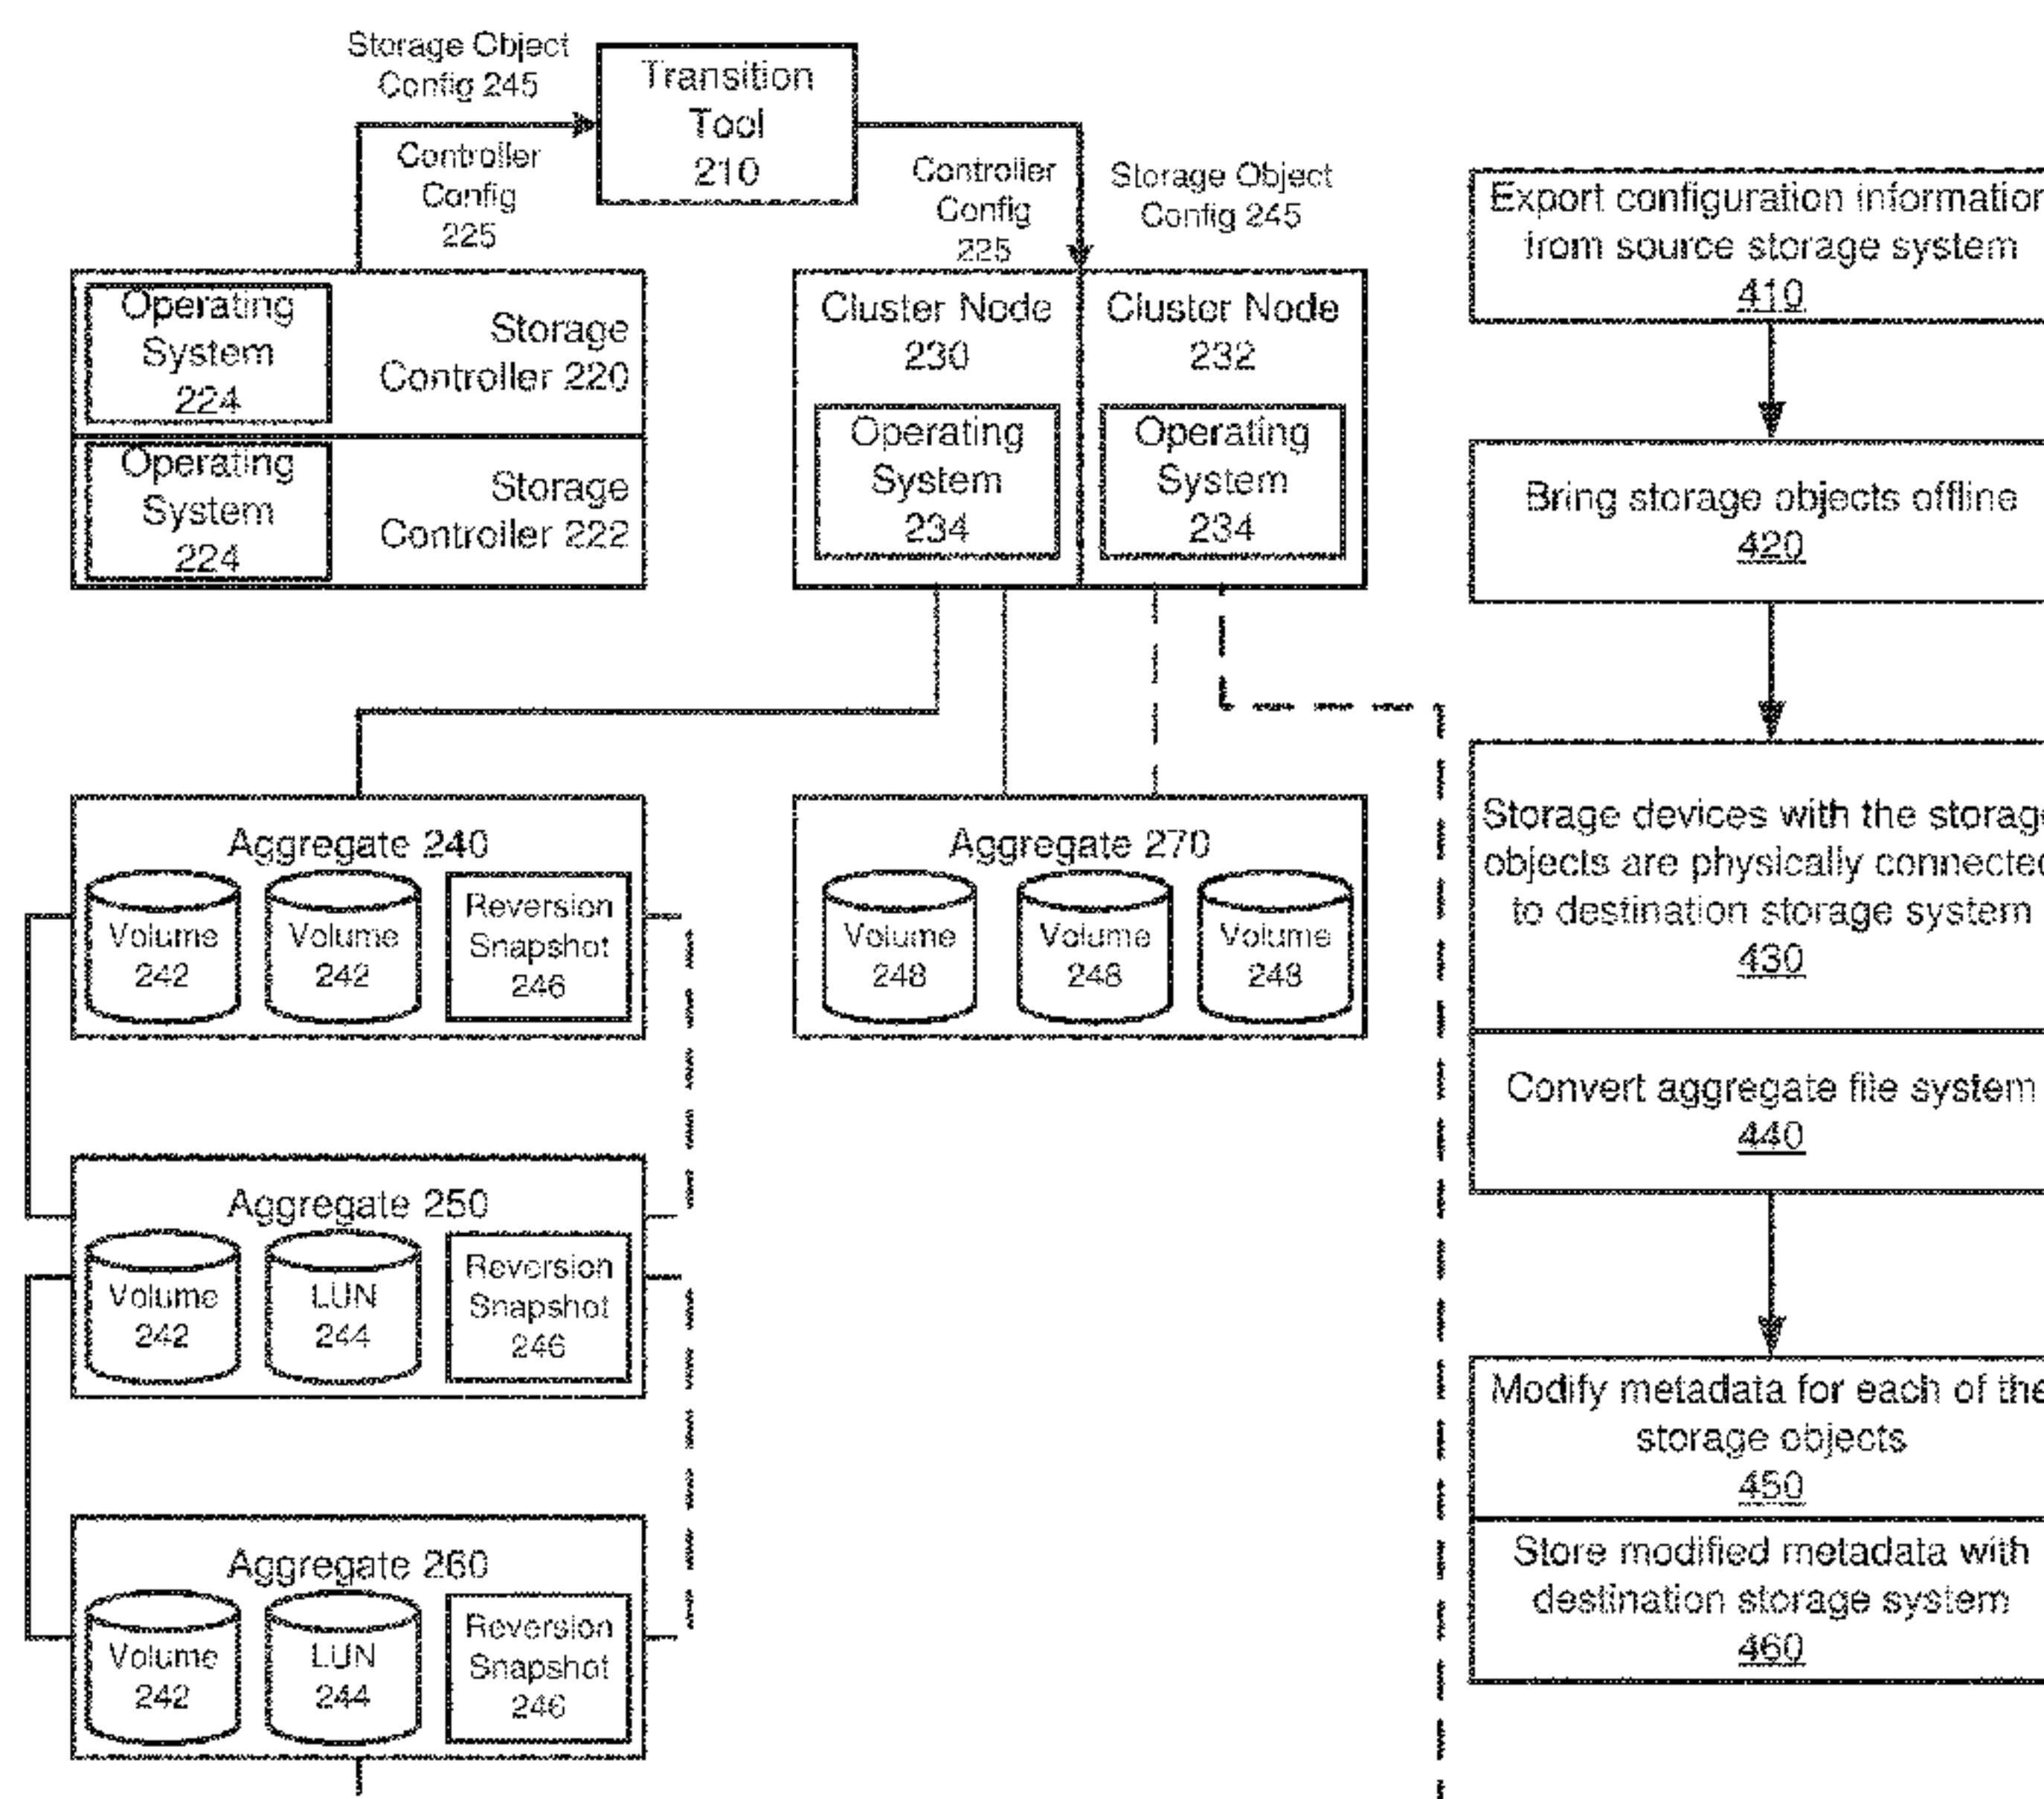 Storage Object
Config 245
Transition
Tool
210
Controller
Config
225
Controller
Config
225
Storage Object
Config 245
Operating
System
224
Storage
Controller 220
Operating
System
224
Storage
Controller 222
Cluster Node
230
Operating
System
234
Cluster Node
232
Operating
System
234
Aggregate 240
Volume
242
Volume
242
Reversion
Snapshot
246
Aggregate 270
Volume
248
Volume
248
Volume
248
Aggregate 250
Volume
242
LUN
244
Reversion
Snapshot
246
Aggregate 260
Volume
242
LUN
244
Reversion
Snapshot
246
Export configuration information
from source storage system
410
Bring storage objects offline
420
Storage devices with the storage
objects are physically connected
to destination storage system
430
Convert aggregate file system
440
Modify metadata for each of the
storage objects
450
Store modified metadata with
destination storage system
460